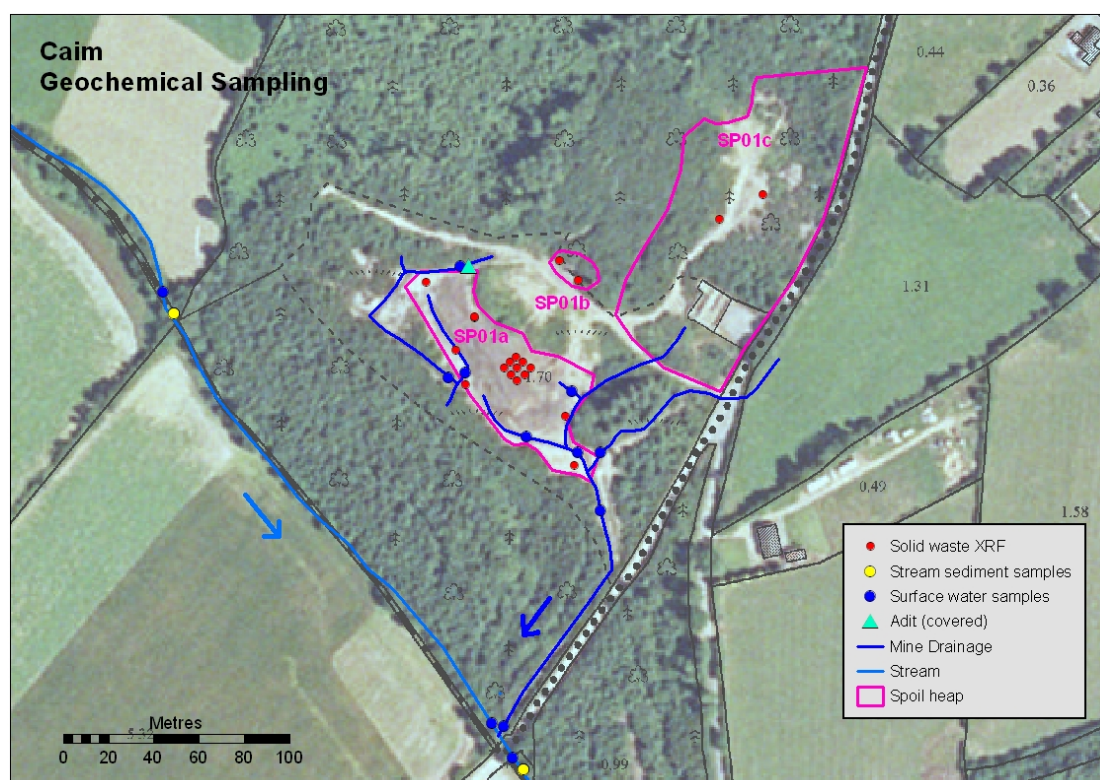 Caim
Geochemical Sampling
0.44
0.36
SP01c
1.31
SP01b
SP01a
1.70
0.49
1.58
Solid waste XRF
Stream sediment samples
Surface water samples
Adit (covered)
Mine Drainage
Stream
Spoil heap
Metres
5.32
0 20 40 60 80 100
0.99